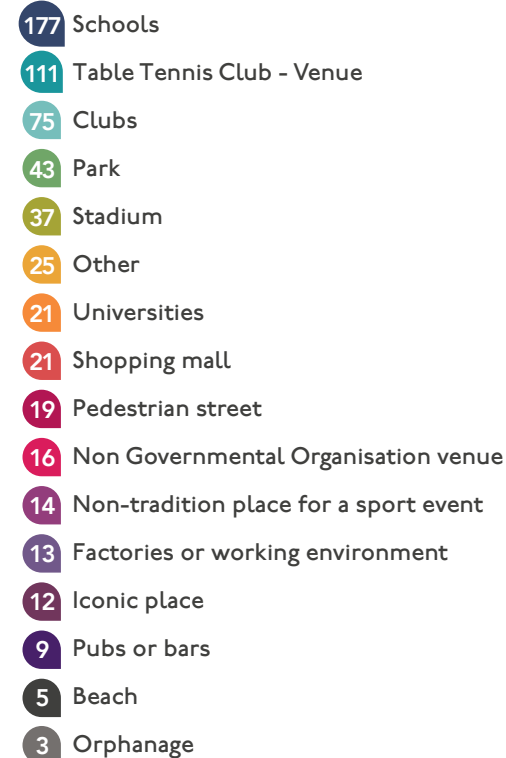 177 Schools
111 Table Tennis Club - Venue
75 Clubs
43 Park
37 Stadium
25 Other
21 Universities
21 Shopping mall
19 Pedestrian street
16 Non Governmental Organisation venue
14 Non-tradition place for a sport event
13 Factories or working environment
12 Iconic place
9 Pubs or bars
5 Beach
3 Orphanage